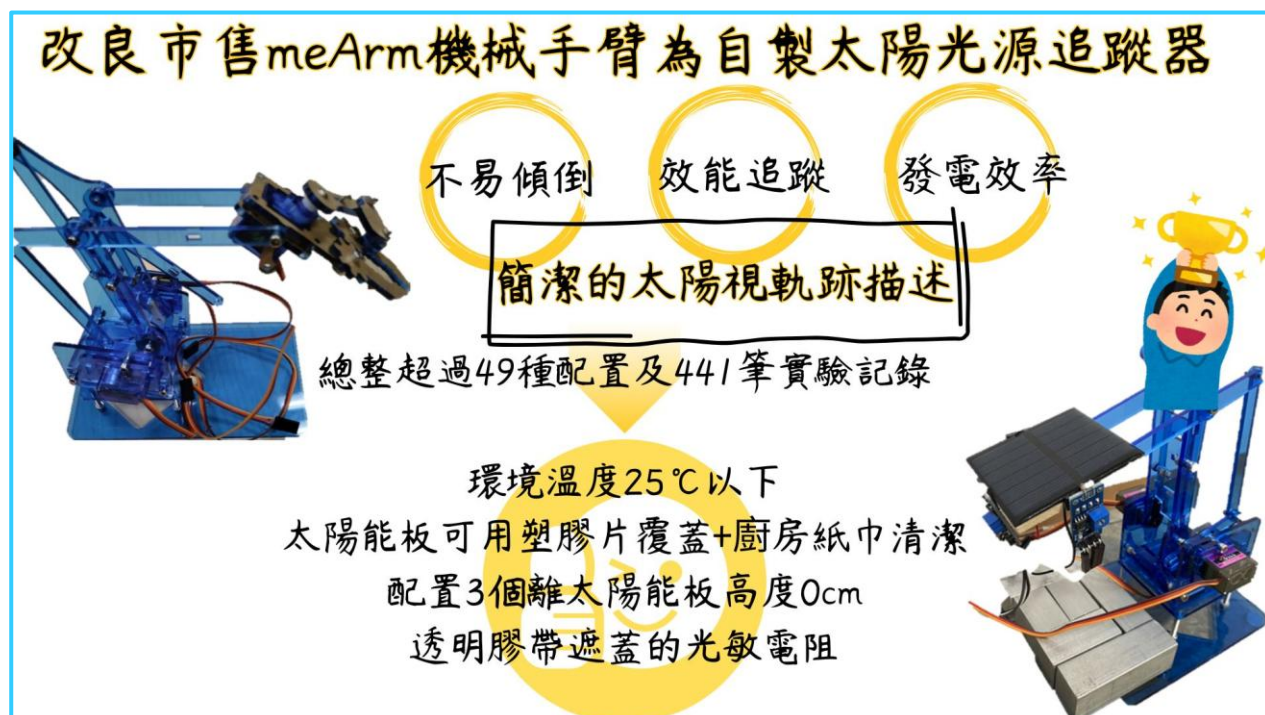 改良市售meArm機械手臂為自製太陽光源追蹤器
不易傾倒 效能追蹤 發電效率
簡潔的太陽視軌跡描述
總整超過49種配置及441筆實驗記錄
環境溫度25℃以下
太陽能板可用塑膠片覆蓋+廚房紙巾清潔
配置3個離太陽能板高度0cm
透明膠帶遮蓋的光敏電阻